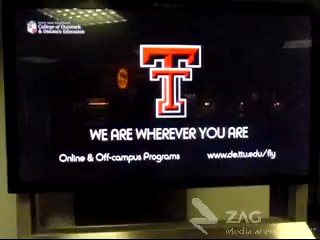 College of Outreach
& Distance Education
WE ARE WHEREVER YOU ARE
Online & Off-campus Programs
www.de.ttu.edu/fly
ZAG